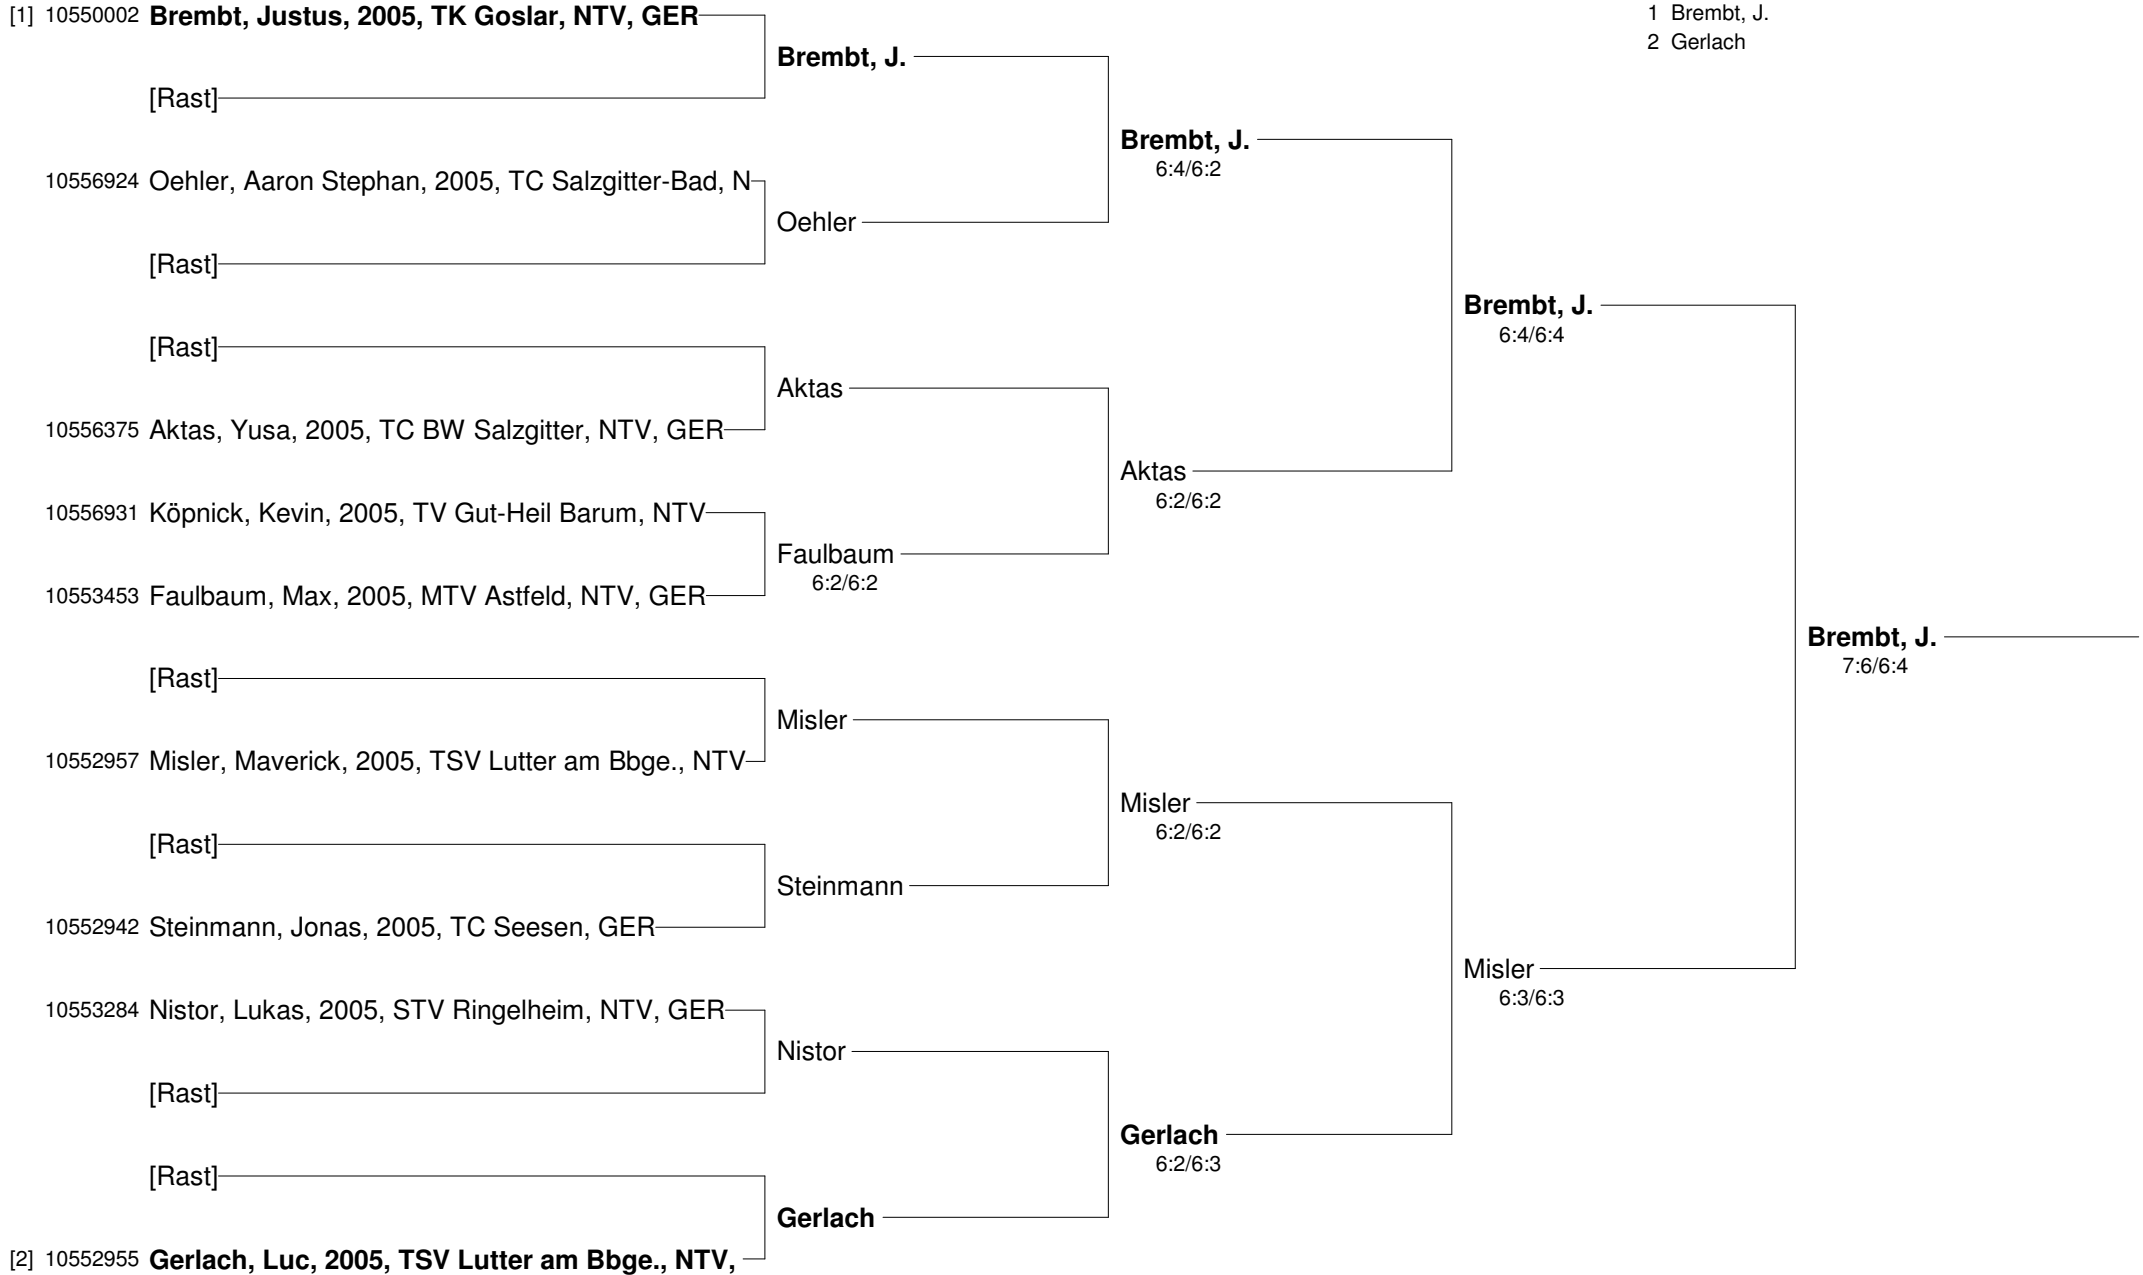 [1] 10550002 Brembt, Justus, 2005, TK Goslar, NTV, GER
1 Brembt, J.
2 Gerlach
Brembt, J.
[Rast]
Brembt, J.
6:4/6:2
10556924 Oehler, Aaron Stephan, 2005, TC Salzgitter-Bad, N
Oehler
[Rast]
Brembt, J.
6:4/6:4
[Rast]
Aktas
10556375 Aktas, Yusa, 2005, TC BW Salzgitter, NTV, GER
Aktas
6:2/6:2
10556931 Köpnick, Kevin, 2005, TV Gut-Heil Barum, NTV
Faulbaum
6:2/6:2
10553453 Faulbaum, Max, 2005, MTV Astfeld, NTV, GER
Brembt, J.
7:6/6:4
[Rast]
Misler
10552957 Misler, Maverick, 2005, TSV Lutter am Bbge., NTV
Misler
6:2/6:2
[Rast]
Steinmann
10552942 Steinmann, Jonas, 2005, TC Seesen, GER
Misler
6:3/6:3
10553284 Nistor, Lukas, 2005, STV Ringelheim, NTV, GER
Nistor
[Rast]
Gerlach
6:2/6:3
[Rast]
Gerlach
[2] 10552955 Gerlach, Luc, 2005, TSV Lutter am Bbge., NTV,